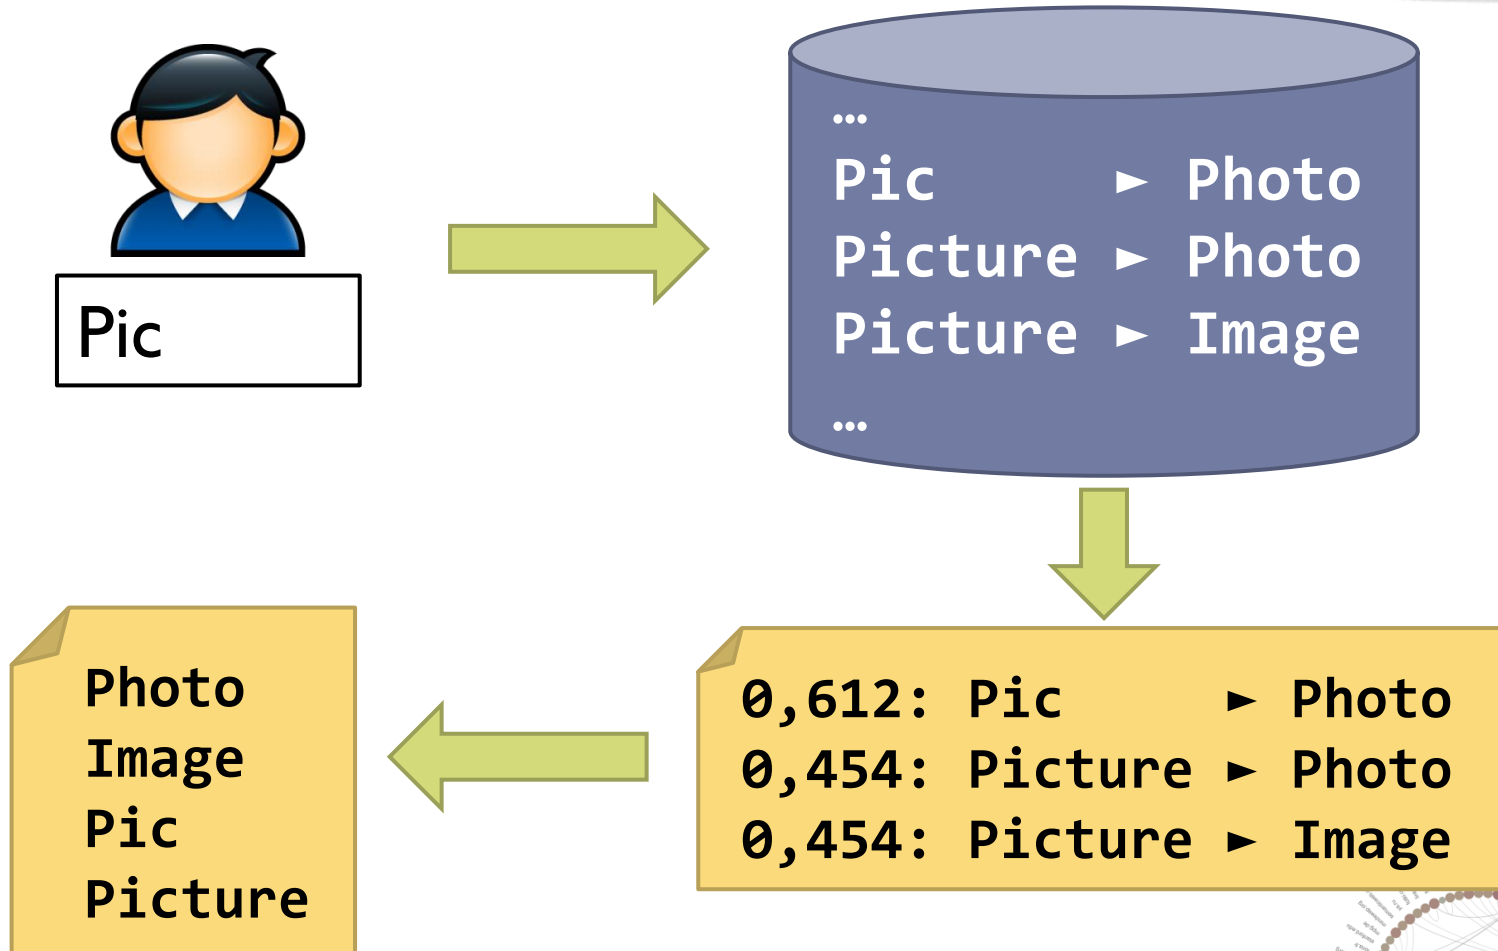 Pic
…
Pic ► Photo
Picture ► Photo
Picture ► Image
…
0,612: Pic ► Photo
0,454: Picture ► Photo
0,454: Picture ► Image
Photo
Image
Pic
Picture